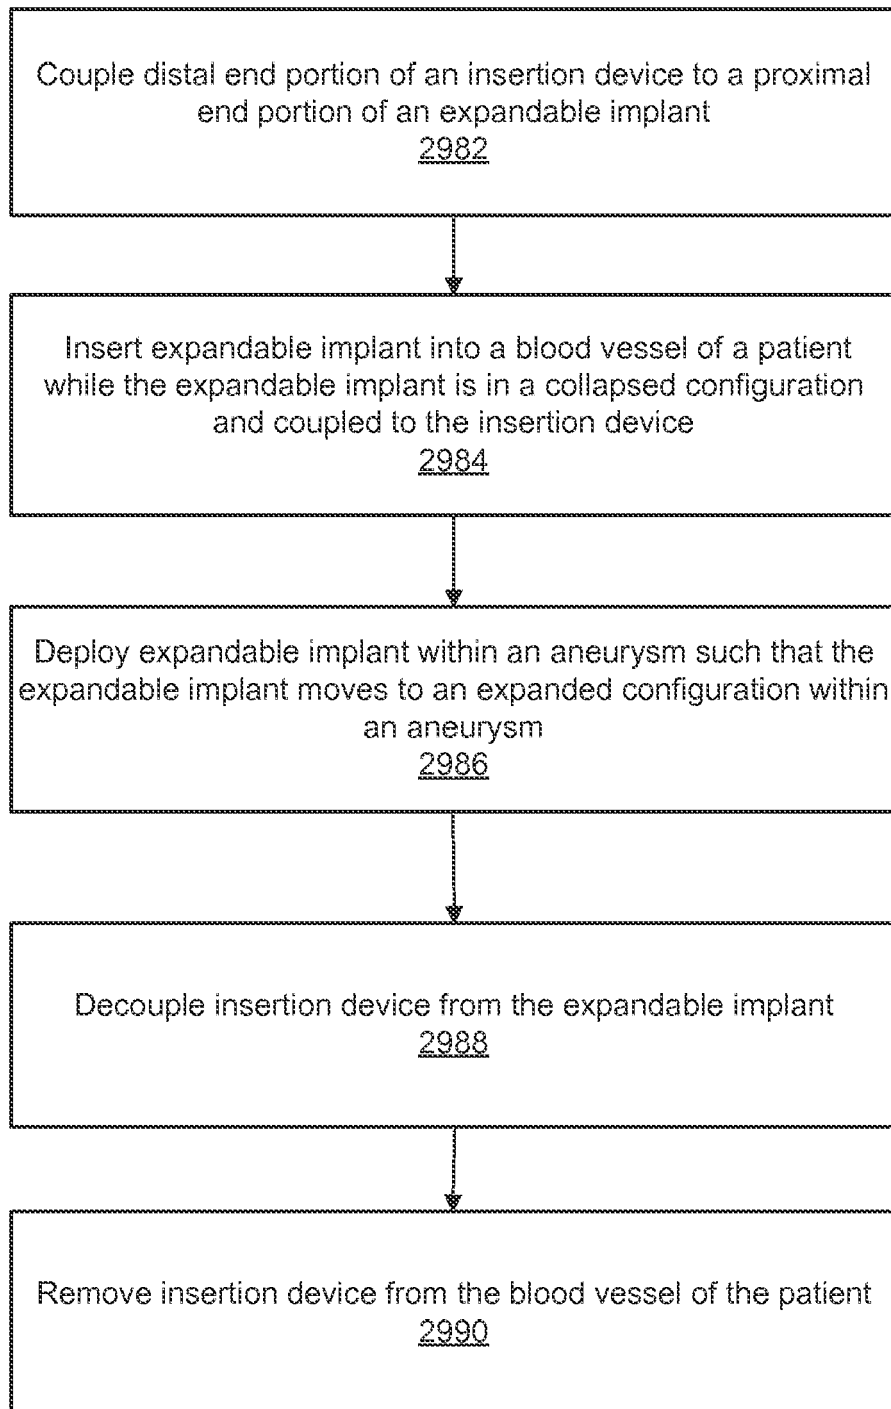 Couple distal end portion of an insertion device to a proximal
end portion of an expandable implant
2982
Insert expandable implant into a blood vessel of a patient
while the expandable implant is in a collapsed configuration
and coupled to the insertion device
2984
Deploy expandable implant within an aneurysm such that the
expandable implant moves to an expanded configuration within
an aneurysm
2986
Decouple insertion device from the expandable implant
2988
Remove insertion device from the blood vessel of the patient
2990